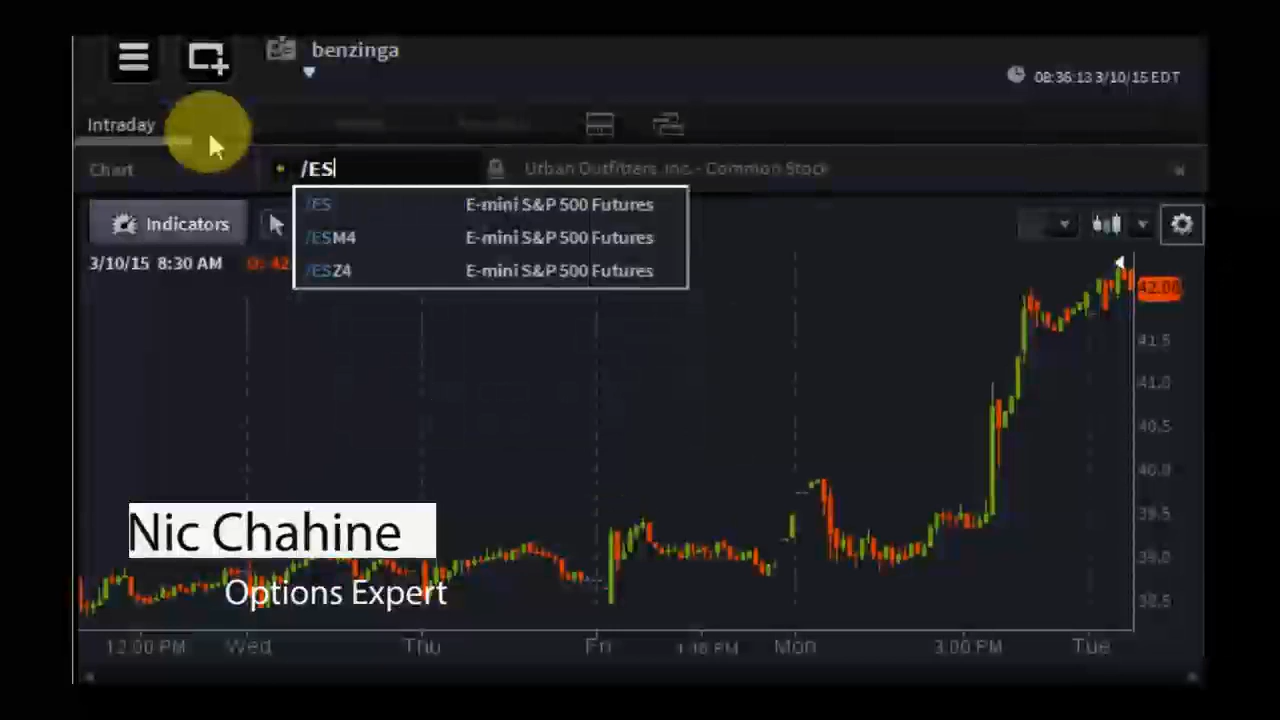 benzinga
08:36:13 3/10/15 EDT
Intraday
Chart
/ES
Urban Outfitters, Inc. - Common Stock
/ES E-mini S&P 500 Futures
/ESM4 E-mini S&P 500 Futures
/ESZ4 E-mini S&P 500 Futures
Indicators
3/10/15 8:30 AM
O: 42
42.00
41.5
41.0
40.5
40.0
39.5
39.0
38.5
Nic Chahine
Options Expert
12:00 PM Wed Thu Fri Mon 3:00 PM Tue